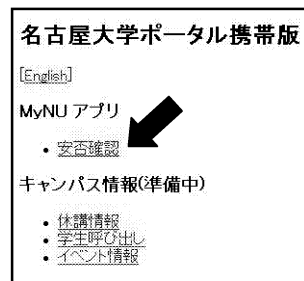 名古屋大学ポータル携帯版
[English]
MyNU アプリ
安否確認
キャンパス情報(準備中)
休講情報
学生呼び出し
イベント情報